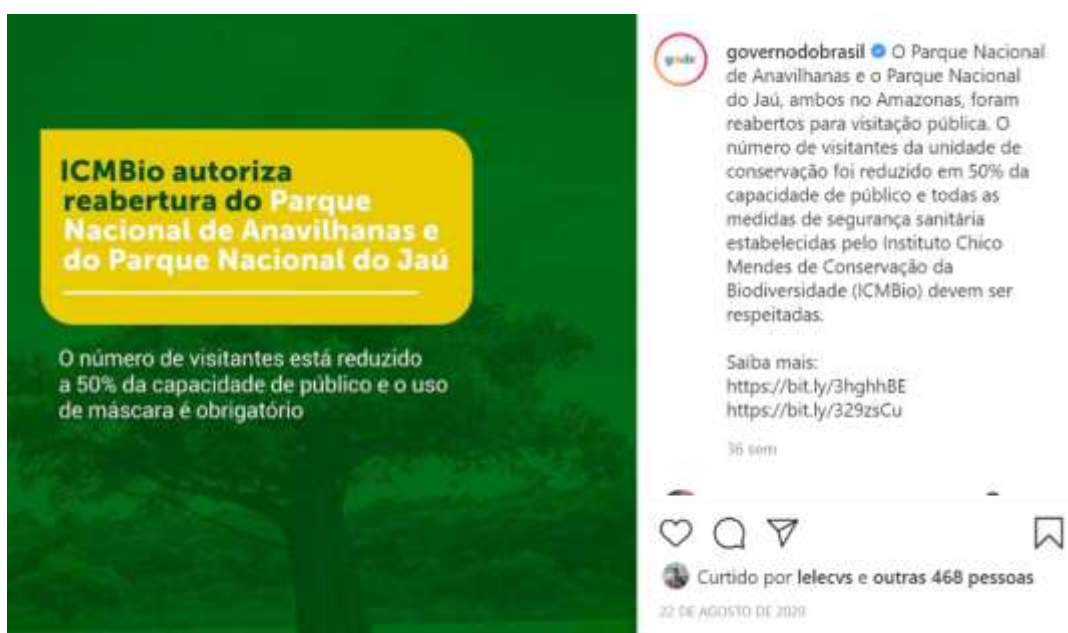 ICMBio autoriza
reabertura do Parque
Nacional de Anavilhanas e
do Parque Nacional do Jaú
O número de visitantes está reduzido
a 50% da capacidade de público e o uso
de máscara é obrigatório
governodobrasil O Parque Nacional
de Anavilhanas e o Parque Nacional
do Jaú, ambos no Amazonas, foram
reabertos para visitação pública. O
número de visitantes da unidade de
conservação foi reduzido em 50% da
capacidade de público e todas as
medidas de segurança sanitária
estabelecidas pelo Instituto Chico
Mendes de Conservação da
Biodiversidade (ICMBio) devem ser
respeitadas.
Saiba mais:
https://bit.ly/3hghhBE
https://bit.ly/329zsCu
36 sem
Curtido por lelecvs e outras 468 pessoas
22 DE AGOSTO DE 2020